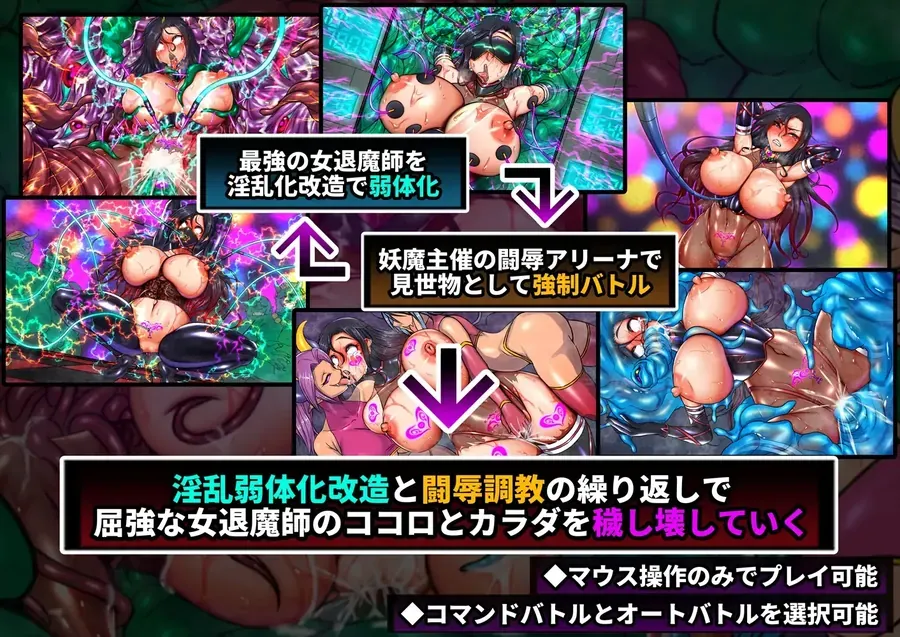 最強の女退魔師を
淫乱化改造で弱体化
妖魔主催の闘辱アリーナで
見世物として強制バトル
淫乱弱体化改造と闘辱調教の繰り返しで
屈強な女退魔師のココロとカラダを穢し壊していく
◆マウス操作のみでプレイ可能
◆コマンドバトルとオートバトルを選択可能